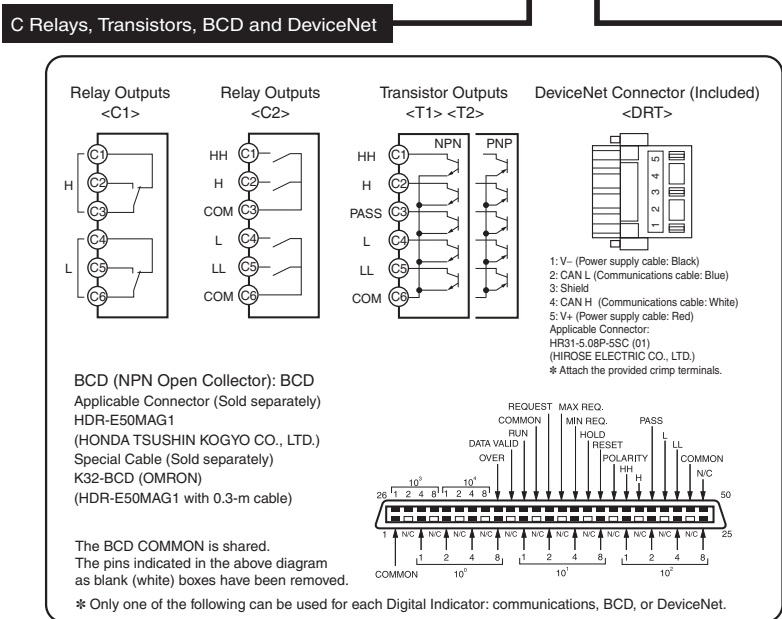 C Relays, Transistors, BCD and DeviceNet
Relay Outputs
<C1>
H
L
C1
C2
C3
C4
C5
C6
Relay Outputs
<C2>
HH
H
COM
L
LL
COM
C1
C2
C3
C4
C5
C6
Transistor Outputs
<T1> <T2>
NPN
PNP
HH
H
PASS
L
LL
COM
C1
C2
C3
C4
C5
C6
DeviceNet Connector (Included)
<DRT>
1 2 3 4 5
1: V− (Power supply cable: Black)
2: CAN L (Communications cable: Blue)
3: Shield
4: CAN H (Communications cable: White)
5: V+ (Power supply cable: Red)
Applicable Connector:
HR31-5.08P-5SC (01)
(HIROSE ELECTRIC CO., LTD.)
✽ Attach the provided crimp terminals.
BCD (NPN Open Collector): BCD
Applicable Connector (Sold separately)
HDR-E50MAG1
(HONDA TSUSHIN KOGYO CO., LTD.)
Special Cable (Sold separately)
K32-BCD (OMRON)
(HDR-E50MAG1 with 0.3-m cable)
The BCD COMMON is shared.
The pins indicated in the above diagram
as blank (white) boxes have been removed.
REQUEST MAX REQ.
COMMON MIN REQ. PASS
RUN HOLD L
DATA VALID RESET LL
OVER POLARITY COMMON
HH N/C
H
10³ 10⁴
26 1 2 4 8 1 2 4 8 50
1 N/C N/C N/C N/C N/C N/C N/C N/C N/C N/C N/C N/C 25
1 2 4 8 1 2 4 8 1 2 4 8
COMMON 10⁰ 10¹ 10²
✽ Only one of the following can be used for each Digital Indicator: communications, BCD, or DeviceNet.